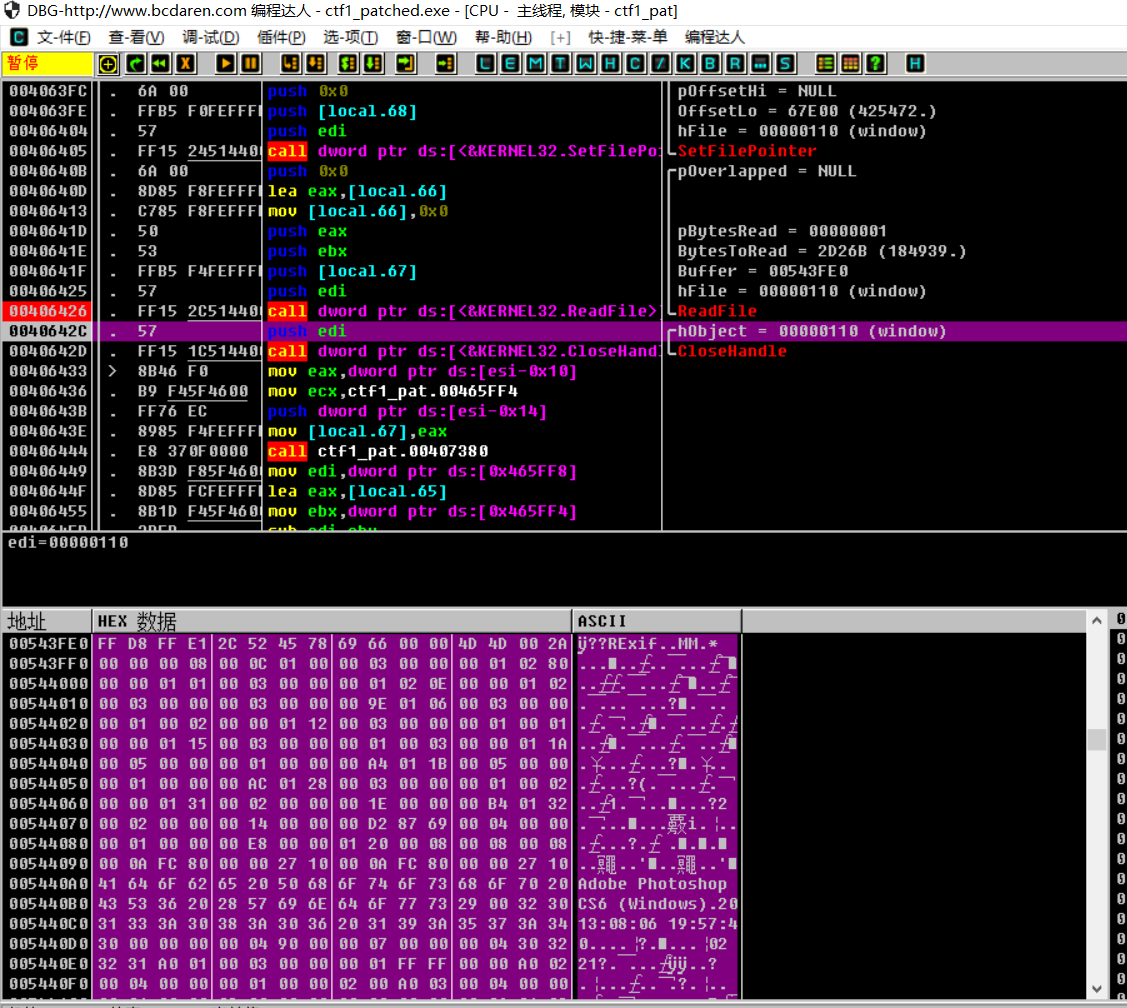 DBG-http://www.bcdaren.com 编程达人 - ctf1_patched.exe - [CPU - 主线程, 模块 - ctf1_pat]
C 文-件(F) 查-看(V) 调-试(D) 插件(P) 选-项(T) 窗-口(W) 帮-助(H) [+] 快-捷-菜-单 编程达人
暂停 L E M T W H C / K B R ... S ? H
004063FC . 6A 00 push 0x0 pOffsetHi = NULL
004063FE . FFB5 F0FEFFFF push [local.68] OffsetLo = 67E00 (425472.)
00406404 . 57 push edi hFile = 00000110 (window)
00406405 . FF15 24514400 call dword ptr ds:[<&KERNEL32.SetFilePo: SetFilePointer
0040640B . 6A 00 push 0x0 pOverlapped = NULL
0040640D . 8D85 F8FEFFFF lea eax,[local.66]
00406413 . C785 F8FEFFFF mov [local.66],0x0
0040641D . 50 push eax pBytesRead = 00000001
0040641E . 53 push ebx BytesToRead = 2D26B (184939.)
0040641F . FFB5 F4FEFFFF push [local.67] Buffer = 00543FE0
00406425 . 57 push edi hFile = 00000110 (window)
00406426 . FF15 2C514400 call dword ptr ds:[<&KERNEL32.ReadFile> ReadFile
0040642C . 57 push edi hObject = 00000110 (window)
0040642D . FF15 1C514400 call dword ptr ds:[<&KERNEL32.CloseHand CloseHandle
00406433 > 8B46 F0 mov eax,dword ptr ds:[esi-0x10]
00406436 . B9 F45F4600 mov ecx,ctf1_pat.00465FF4
0040643B . FF76 EC push dword ptr ds:[esi-0x14]
0040643E . 8985 F4FEFFFF mov [local.67],eax
00406444 . E8 370F0000 call ctf1_pat.00407380
00406449 . 8B3D F85F4600 mov edi,dword ptr ds:[0x465FF8]
0040644F . 8D85 FCFEFFFF lea eax,[local.65]
00406455 . 8B1D F45F4600 mov ebx,dword ptr ds:[0x465FF4]
edi=00000110
地址 HEX 数据 ASCII
00543FE0 FF D8 FF E1 2C 52 45 78 69 66 00 00 4D 4D 00 2A ÿ??RExif..MM.*
00543FF0 00 00 00 08 00 0C 01 00 00 03 00 00 00 01 02 80
00544000 00 00 01 01 00 03 00 00 00 01 02 0E 00 00 01 02
00544010 00 03 00 00 00 03 00 00 00 9E 01 06 00 03 00 00
00544020 00 01 00 02 00 00 01 12 00 03 00 00 00 01 00 01
00544030 00 00 01 15 00 03 00 00 00 01 00 03 00 00 01 1A
00544040 00 05 00 00 00 01 00 00 00 A4 01 1B 00 05 00 00
00544050 00 01 00 00 00 AC 01 28 00 03 00 00 00 01 00 02
00544060 00 00 01 31 00 02 00 00 00 1E 00 00 00 B4 01 32
00544070 00 02 00 00 00 14 00 00 00 D2 87 69 00 04 00 00
00544080 00 01 00 00 00 E8 00 00 01 20 00 08 00 08 00 08
00544090 00 0A FC 80 00 00 27 10 00 0A FC 80 00 00 27 10
005440A0 41 64 6F 62 65 20 50 68 6F 74 6F 73 68 6F 70 20 Adobe Photoshop
005440B0 43 53 36 20 28 57 69 6E 64 6F 77 73 29 00 32 30 CS6 (Windows).20
005440C0 31 33 3A 30 38 3A 30 36 20 31 39 3A 35 37 3A 34 13:08:06 19:57:4
005440D0 30 00 00 00 00 04 90 00 00 07 00 00 00 04 30 32
005440E0 32 31 A0 01 00 03 00 00 00 01 FF FF 00 00 A0 02
005440F0 00 04 00 00 00 01 00 00 02 00 A0 03 00 04 00 00